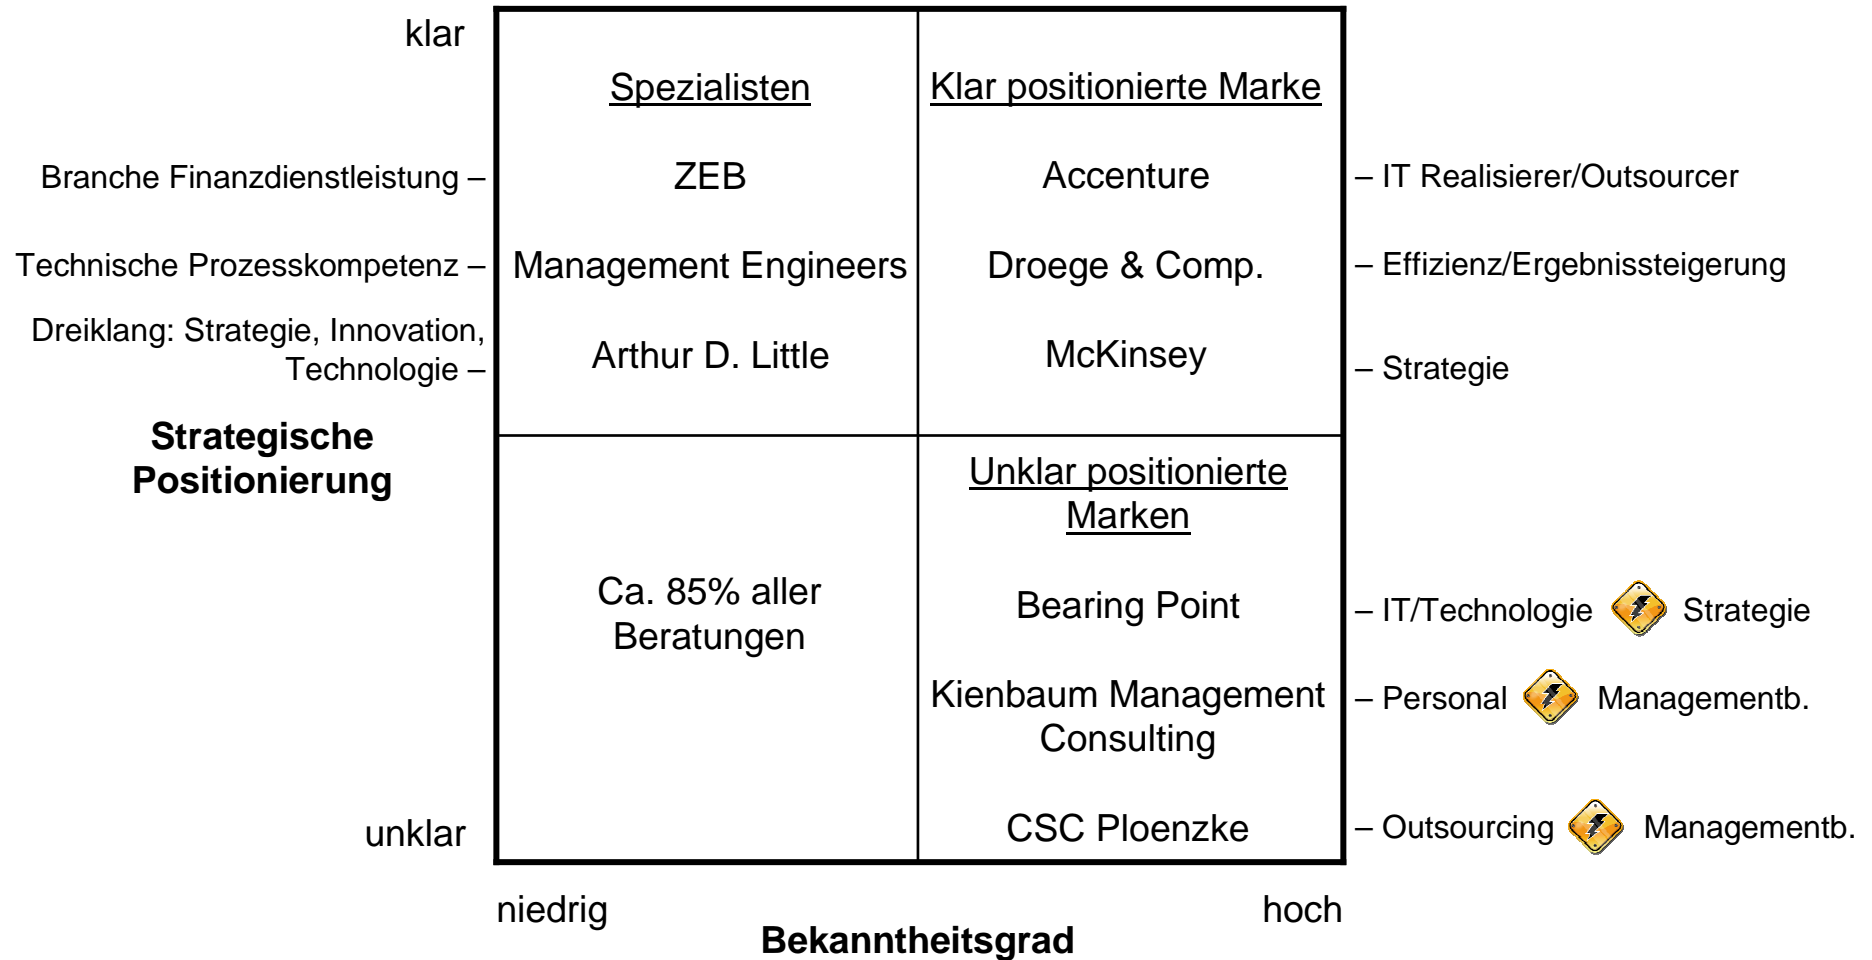 klar
Spezialisten
Klar positionierte Marke
Branche Finanzdienstleistung –
ZEB
Accenture
– IT Realisierer/Outsourcer
Technische Prozesskompetenz –
Management Engineers
Droege & Comp.
– Effizienz/Ergebnissteigerung
Dreiklang: Strategie, Innovation,
Technologie –
Arthur D. Little
McKinsey
– Strategie
Strategische
Positionierung
Unklar positionierte
Marken
Ca. 85% aller
Beratungen
Bearing Point
– IT/Technologie Strategie
Kienbaum Management
Consulting
– Personal Managementb.
unklar
CSC Ploenzke
– Outsourcing Managementb.
niedrig
hoch
Bekanntheitsgrad